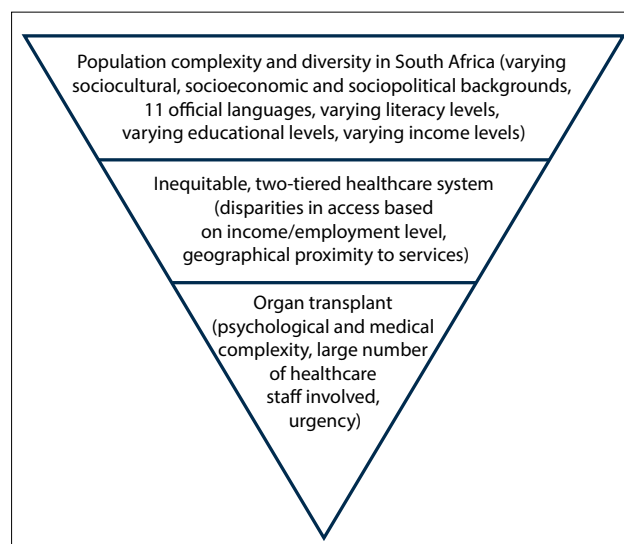 Population complexity and diversity in South Africa (varying
sociocultural, socioeconomic and sociopolitical backgrounds,
11 official languages, varying literacy levels,
varying educational levels, varying income levels)
Inequitable, two-tiered healthcare system
(disparities in access based
on income/employment level,
geographical proximity to services)
Organ transplant
(psychological and medical
complexity, large number
of healthcare
staff involved,
urgency)